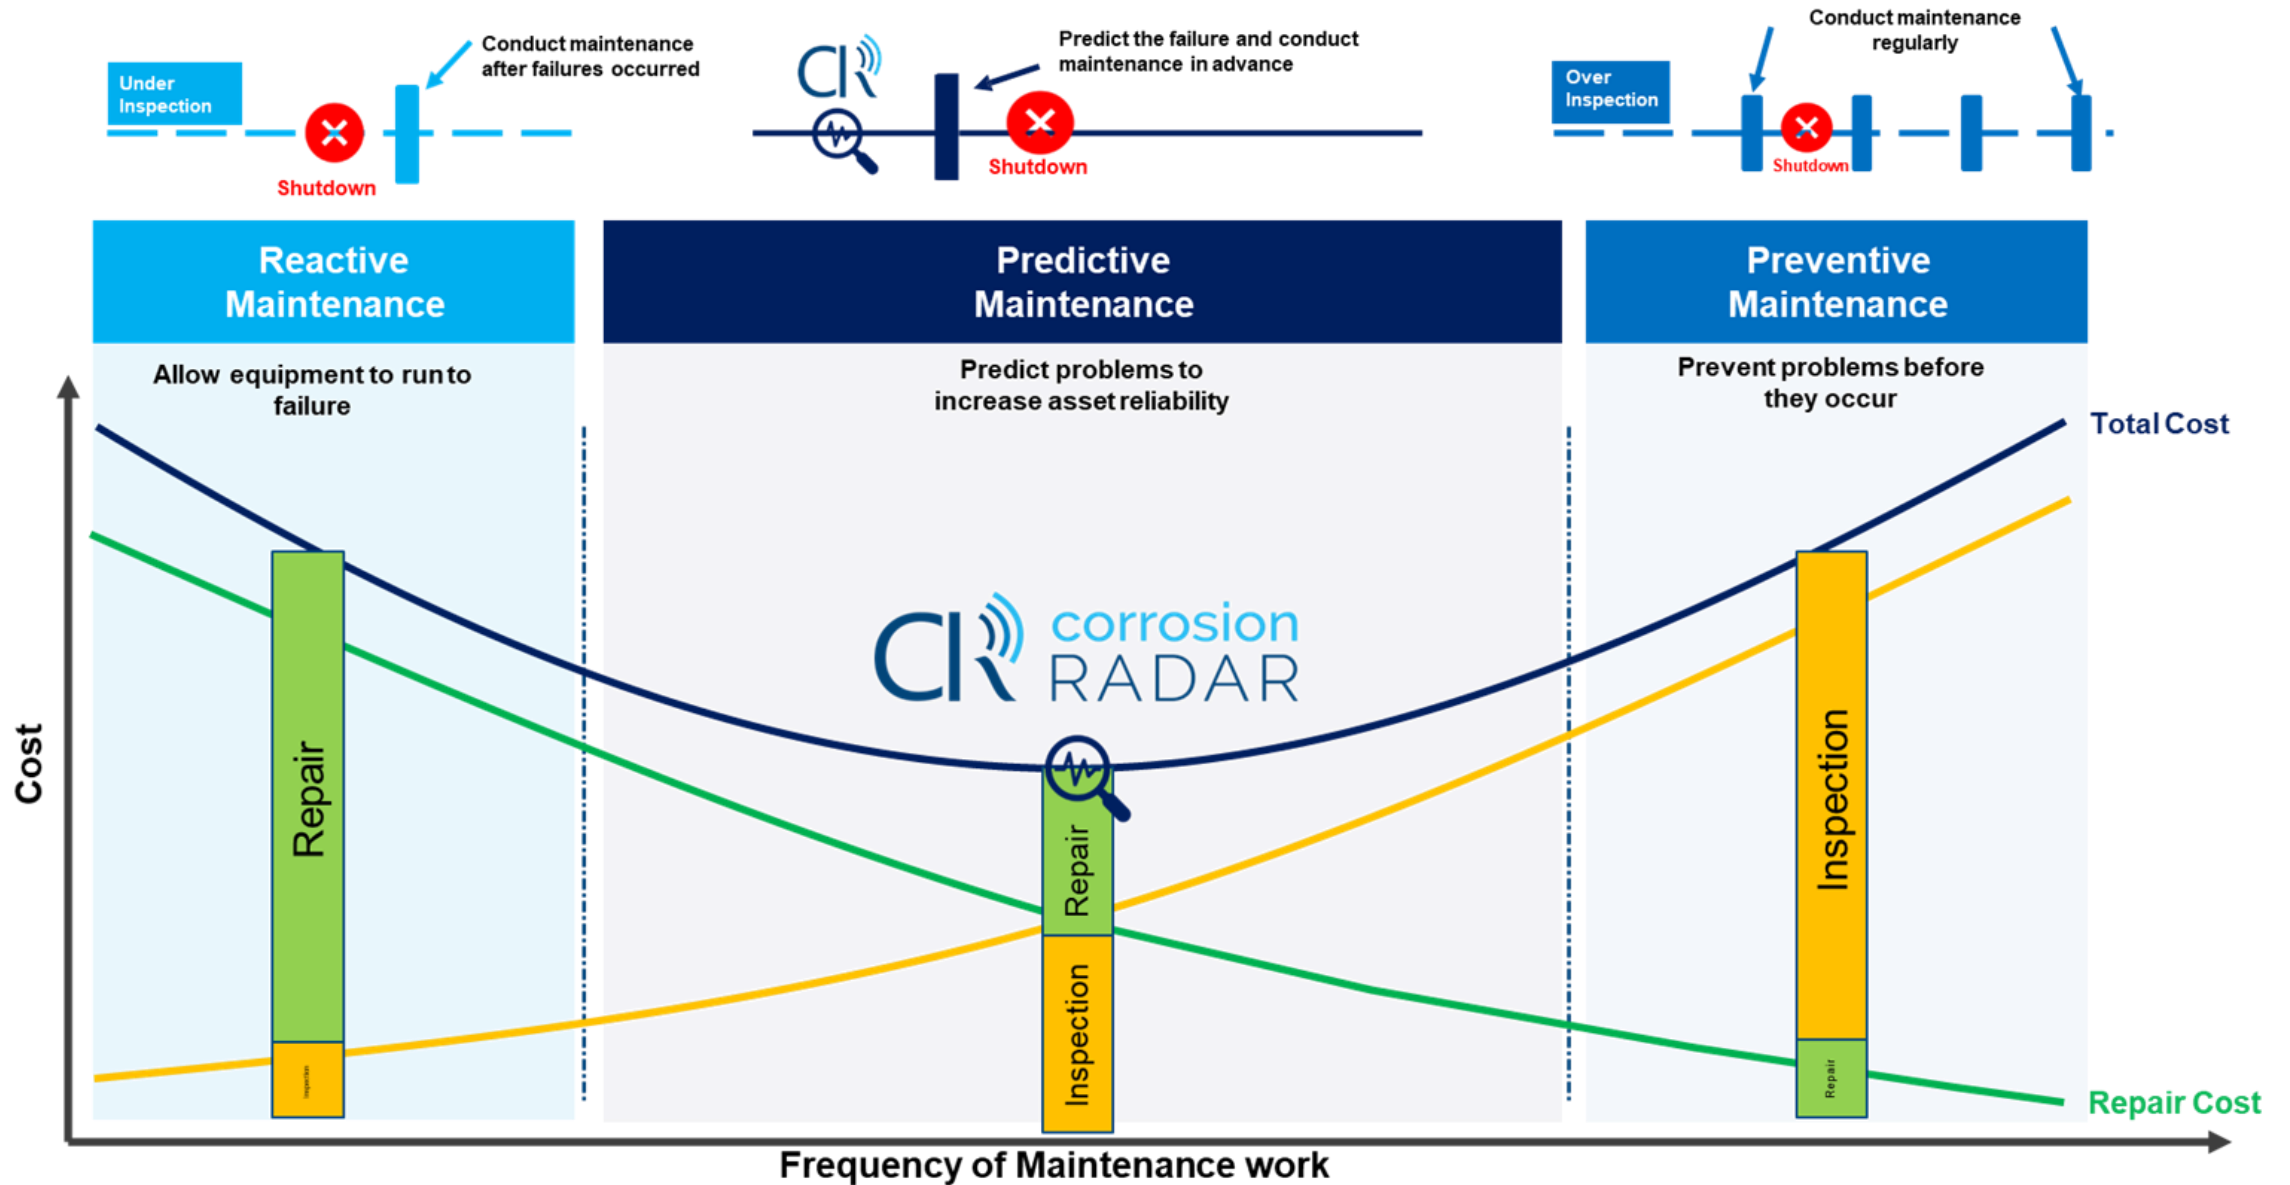 Under
Inspection
Conduct maintenance
after failures occurred
Shutdown
CR
Predict the failure and conduct
maintenance in advance
Shutdown
Over
Inspection
Conduct maintenance
regularly
Shutdown
Reactive
Maintenance
Predictive
Maintenance
Preventive
Maintenance
Allow equipment to run to
failure
Predict problems to
increase asset reliability
Prevent problems before
they occur
Total Cost
CR corrosion
RADAR
Cost
Repair
Inspection
Repair
Inspection
Inspection
Repair
Repair Cost
Frequency of Maintenance work